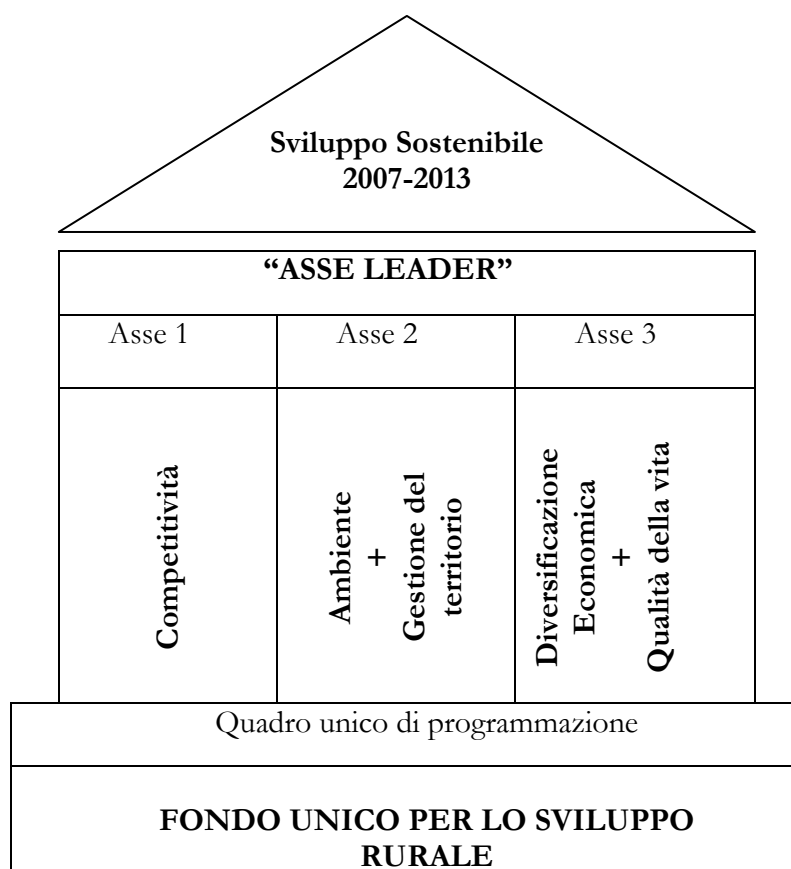 Sviluppo Sostenibile
2007-2013
“ASSE LEADER”
Asse 1
Asse 2
Asse 3
Competitività
Ambiente
+
Gestione del
territorio
Diversificazione
Economica
+
Qualità della vita
Quadro unico di programmazione
FONDO UNICO PER LO SVILUPPO
RURALE